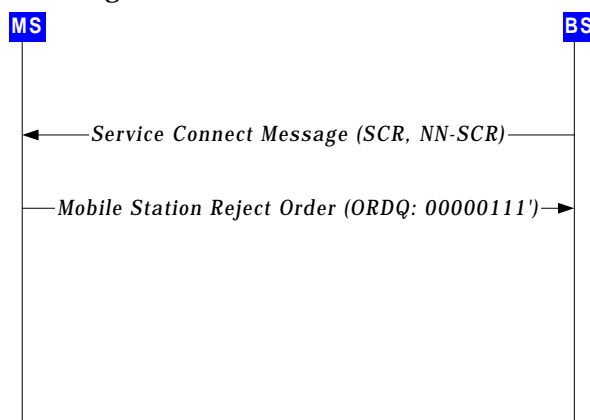 MS
BS
Service Connect Message (SCR, NN-SCR)
Mobile Station Reject Order (ORDQ: 00000111')